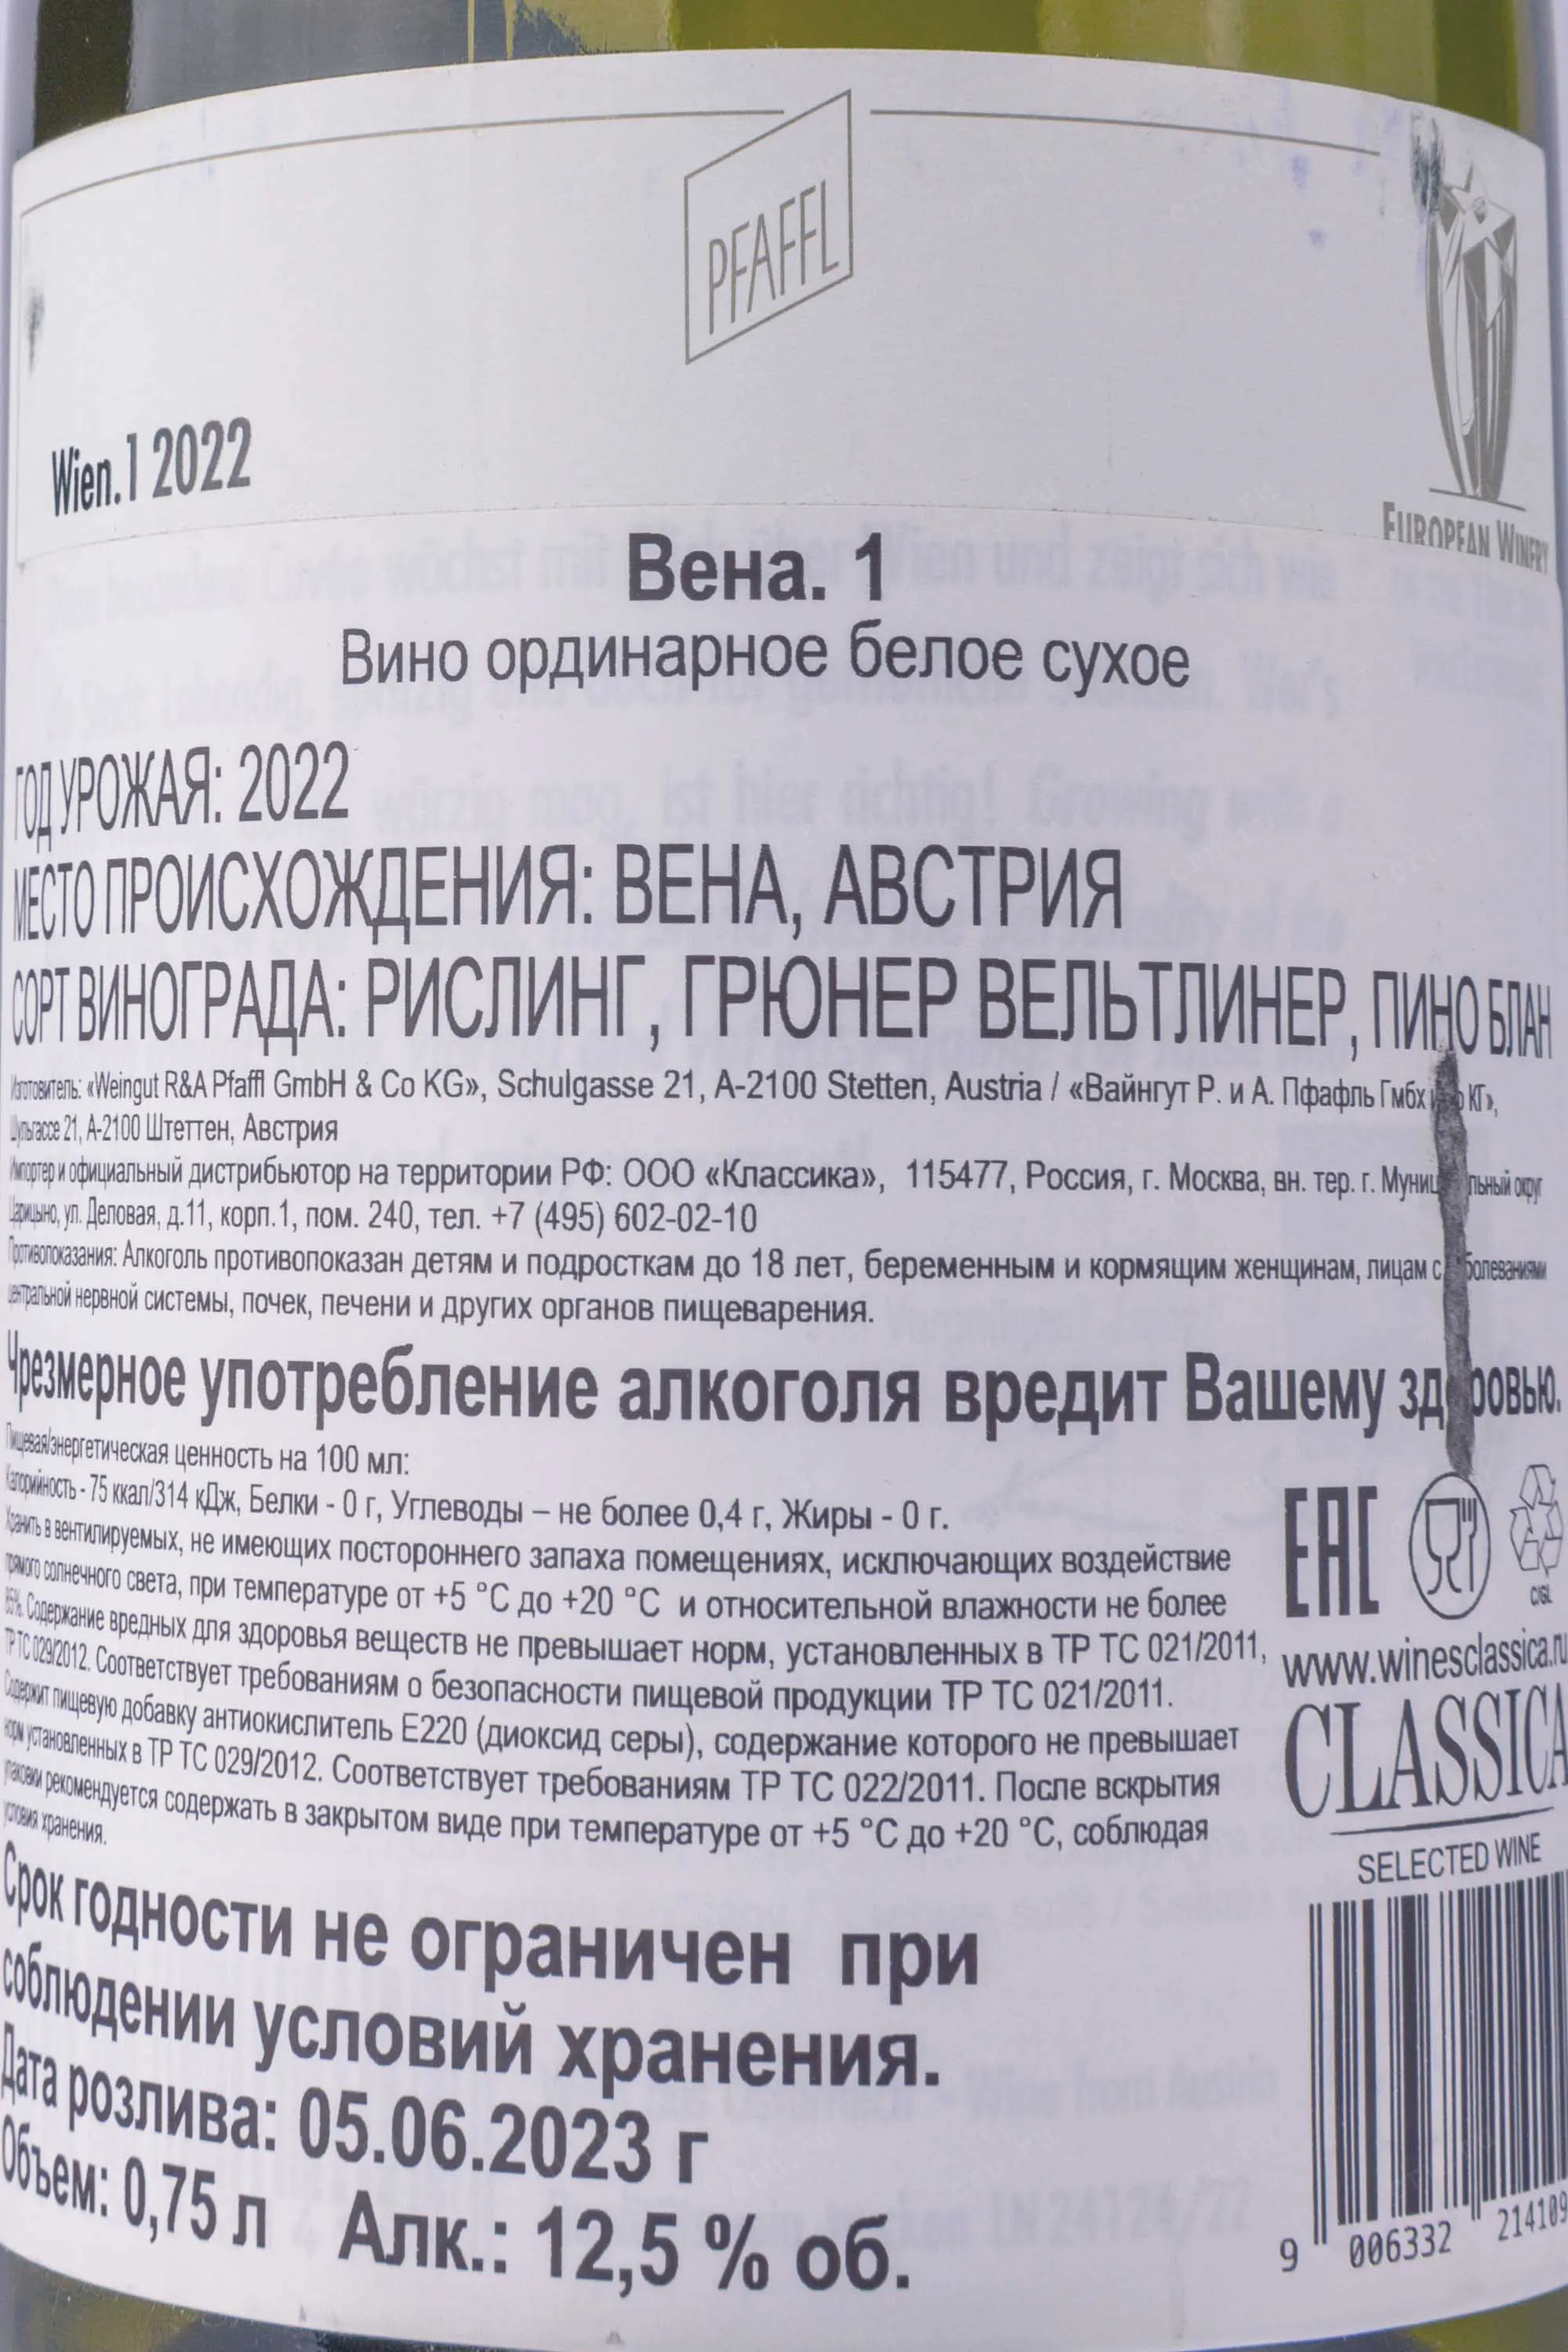 PFAFFL
Wien.1 2022
EUROPEAN WINERY
Вена. 1
Вино ординарное белое сухое
ГОД УРОЖАЯ: 2022
МЕСТО ПРОИСХОЖДЕНИЯ: ВЕНА, АВСТРИЯ
СОРТ ВИНОГРАДА: РИСЛИНГ, ГРЮНЕР ВЕЛЬТЛИНЕР, ПИНО БЛАН
Изготовитель: «Weingut R&A Pfaffl GmbH & Co KG», Schulgasse 21, A-2100 Stetten, Austria / «Вайнгут Р. и А. Пфафль Гмбх КГ»,
Шульгассе 21, А-2100 Штеттен, Австрия
Импортер и официальный дистрибьютор на территории РФ: ООО «Классика», 115477, Россия, г. Москва, вн. тер. г. Муниципальный округ
Царицыно, ул. Деловая, д.11, корп.1, пом. 240, тел. +7 (495) 602-02-10
Противопоказания: Алкоголь противопоказан детям и подросткам до 18 лет, беременным и кормящим женщинам, лицам с заболеваниями
центральной нервной системы, почек, печени и других органов пищеварения.
Чрезмерное употребление алкоголя вредит Вашему здоровью.
Пищевая/энергетическая ценность на 100 мл:
Калорийность - 75 ккал/314 кДж, Белки - 0 г, Углеводы – не более 0,4 г, Жиры - 0 г.
Хранить в вентилируемых, не имеющих постороннего запаха помещениях, исключающих воздействие
прямого солнечного света, при температуре от +5 °C до +20 °C и относительной влажности не более
85%. Содержание вредных для здоровья веществ не превышает норм, установленных в ТР ТС 021/2011,
ТР ТС 029/2012. Соответствует требованиям о безопасности пищевой продукции ТР ТС 021/2011.
Содержит пищевую добавку антиокислитель Е220 (диоксид серы), содержание которого не превышает
норм установленных в ТР ТС 029/2012. Соответствует требованиям ТР ТС 022/2011. После вскрытия
упаковки рекомендуется содержать в закрытом виде при температуре от +5 °C до +20 °C, соблюдая
условия хранения.
EAC
www.winesclassica.ru
CLASSICA
SELECTED WINE
Срок годности не ограничен при
соблюдении условий хранения.
Дата розлива: 05.06.2023 г
Объем: 0,75 л Алк.: 12,5 % об.
9 006332 214109